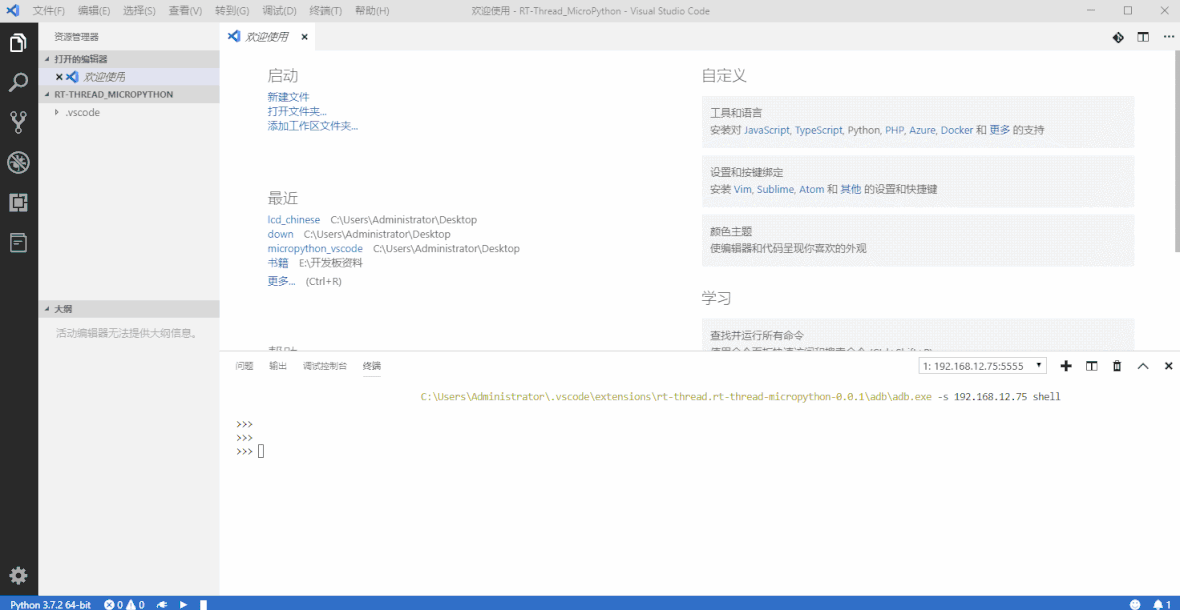 文件(F) 编辑(E) 选择(S) 查看(V) 转到(G) 调试(D) 终端(T) 帮助(H) 欢迎使用 - RT-Thread_MicroPython - Visual Studio Code
资源管理器
打开的编辑器
欢迎使用
RT-THREAD_MICROPYTHON
.vscode
大纲
活动编辑器无法提供大纲信息。
欢迎使用
启动
新建文件
打开文件夹...
添加工作区文件夹...
最近
lcd_chinese C:\Users\Administrator\Desktop
down C:\Users\Administrator\Desktop
micropython_vscode C:\Users\Administrator\Desktop
书籍 E:\开发板资料
更多... (Ctrl+R)
自定义
工具和语言
安装对 JavaScript, TypeScript, Python, PHP, Azure, Docker 和 更多 的支持
设置和按键绑定
安装 Vim, Sublime, Atom 和 其他 的设置和快捷键
颜色主题
使编辑器和代码呈现你喜欢的外观
学习
查找并运行所有命令
问题 输出 调试控制台 终端 1: 192.168.12.75:5555
C:\Users\Administrator\.vscode\extensions\rt-thread.rt-thread-micropython-0.0.1\adb\adb.exe -s 192.168.12.75 shell
>>>
>>>
>>>
Python 3.7.2 64-bit 0 0 1